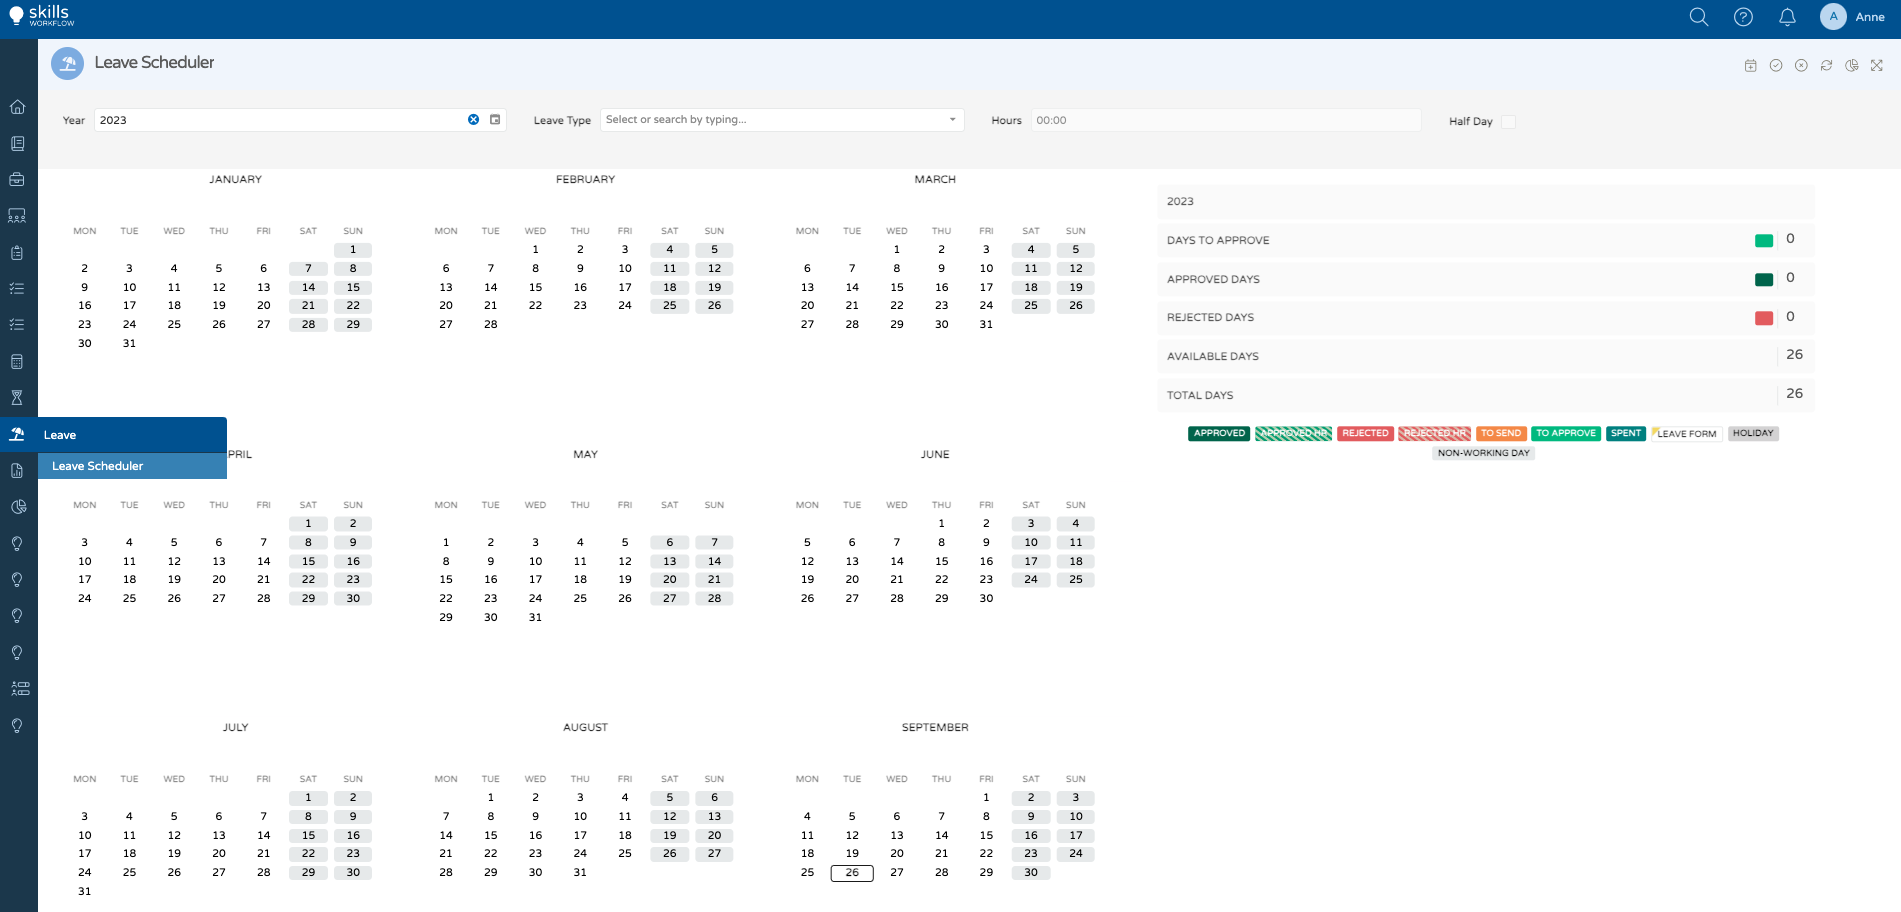 skills
WORKFLOW
A Anne
Leave Scheduler
Year 2023 Leave Type Select or search by typing... Hours 00:00 Half Day
JANUARY FEBRUARY MARCH
MON TUE WED THU FRI SAT SUN MON TUE WED THU FRI SAT SUN MON TUE WED THU FRI SAT SUN
1 1 2 3 4 5 1 2 3 4 5
2 3 4 5 6 7 8 6 7 8 9 10 11 12 6 7 8 9 10 11 12
9 10 11 12 13 14 15 13 14 15 16 17 18 19 13 14 15 16 17 18 19
16 17 18 19 20 21 22 20 21 22 23 24 25 26 20 21 22 23 24 25 26
23 24 25 26 27 28 29 27 28 27 28 29 30 31
30 31
2023
DAYS TO APPROVE 0
APPROVED DAYS 0
REJECTED DAYS 0
AVAILABLE DAYS 26
TOTAL DAYS 26
APPROVED APPROVED HR REJECTED REJECTED HR TO SEND TO APPROVE SPENT LEAVE FORM HOLIDAY
NON-WORKING DAY
Leave
Leave Scheduler
PRIL MAY JUNE
MON TUE WED THU FRI SAT SUN MON TUE WED THU FRI SAT SUN MON TUE WED THU FRI SAT SUN
1 2 1 2 3 4
3 4 5 6 7 8 9 1 2 3 4 5 6 7 5 6 7 8 9 10 11
10 11 12 13 14 15 16 8 9 10 11 12 13 14 12 13 14 15 16 17 18
17 18 19 20 21 22 23 15 16 17 18 19 20 21 19 20 21 22 23 24 25
24 25 26 27 28 29 30 22 23 24 25 26 27 28 26 27 28 29 30
29 30 31
JULY AUGUST SEPTEMBER
MON TUE WED THU FRI SAT SUN MON TUE WED THU FRI SAT SUN MON TUE WED THU FRI SAT SUN
1 2 1 2 3 4 5 6 1 2 3
3 4 5 6 7 8 9 7 8 9 10 11 12 13 4 5 6 7 8 9 10
10 11 12 13 14 15 16 14 15 16 17 18 19 20 11 12 13 14 15 16 17
17 18 19 20 21 22 23 21 22 23 24 25 26 27 18 19 20 21 22 23 24
24 25 26 27 28 29 30 28 29 30 31 25 26 27 28 29 30
31